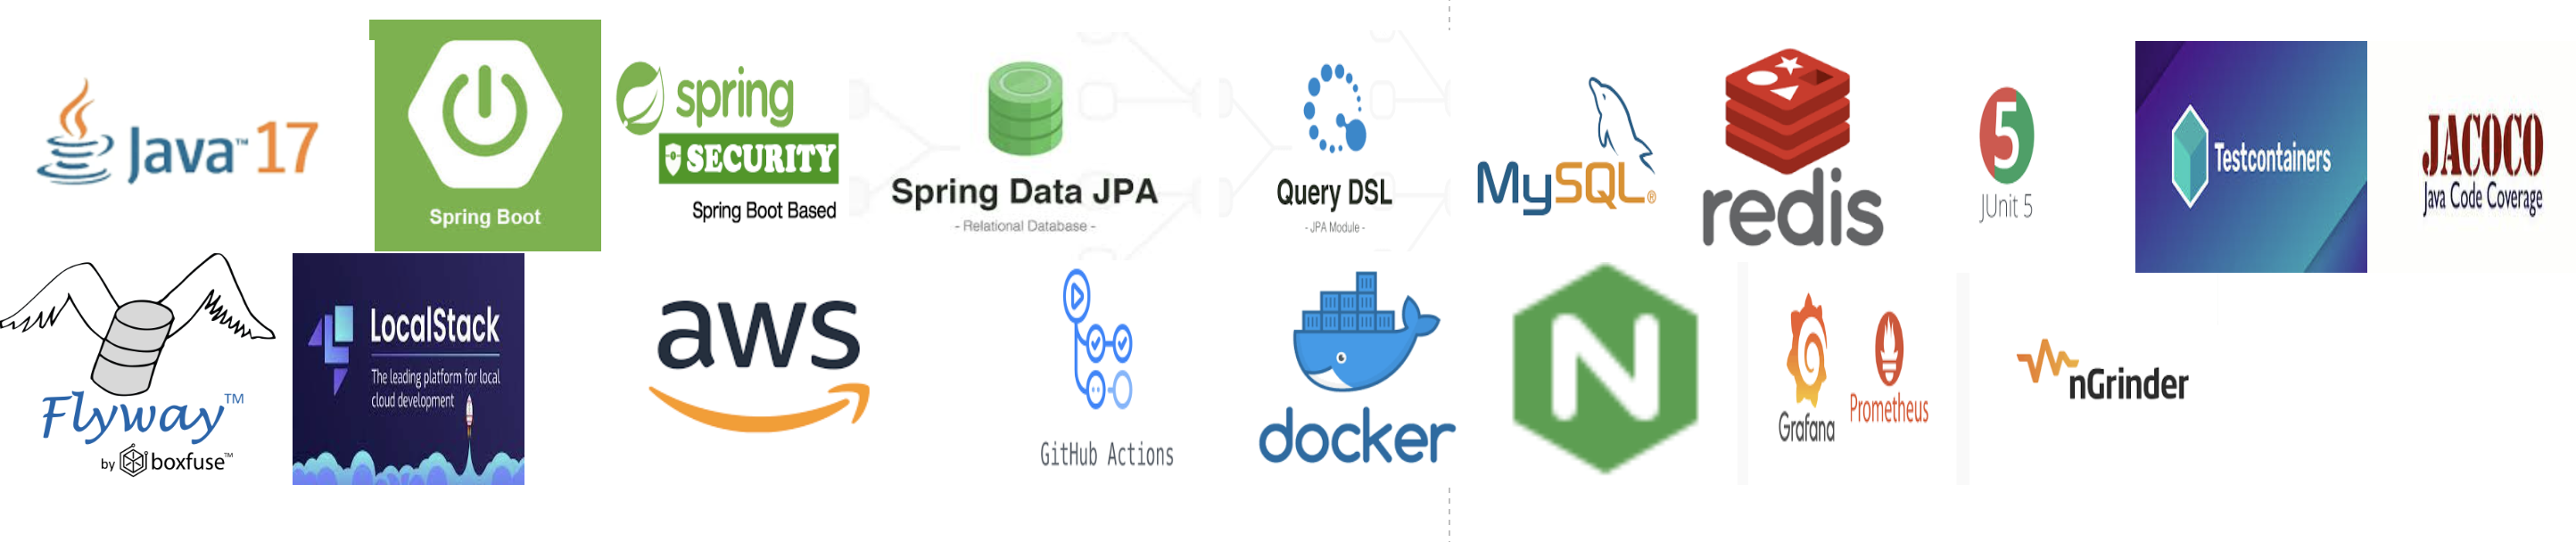 Java™ 17
Spring Boot
spring
SECURITY
Spring Boot Based
Spring Data JPA
- Relational Database -
Query DSL
- JPA Module -
MySQL®
redis
5
JUnit 5
Testcontainers
JACOCO
Java Code Coverage
Flyway™
by boxfuse™
LocalStack
The leading platform for local
cloud development
aws
GitHub Actions
docker
N
Grafana
Prometheus
nGrinder